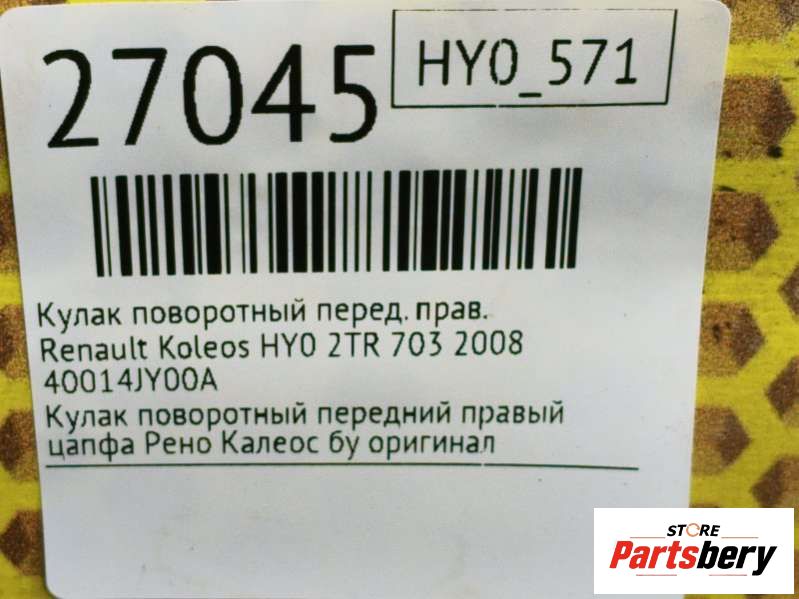 27045
HY0_571
Кулак поворотный перед. прав.
Renault Koleos HY0 2TR 703 2008
40014JY00A
Кулак поворотный передний правый
цапфа Рено Калеос бу оригинал
STORE
Partsbery